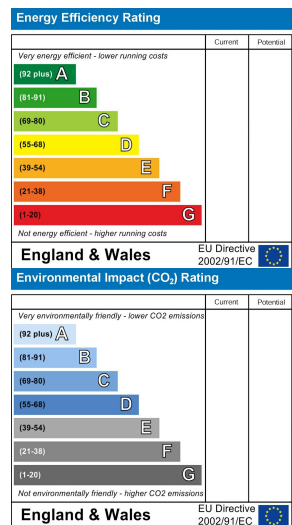 Energy Efficiency Rating
Current Potential
Very energy efficient - lower running costs
(92 plus) A
(81-91) B
(69-80) C
(55-68) D
(39-54) E
(21-38) F
(1-20) G
Not energy efficient - higher running costs
England & Wales
EU Directive
2002/91/EC
Environmental Impact (CO₂) Rating
Current Potential
Very environmentally friendly - lower CO2 emissions
(92 plus) A
(81-91) B
(69-80) C
(55-68) D
(39-54) E
(21-38) F
(1-20) G
Not environmentally friendly - higher CO2 emissions
England & Wales
EU Directive
2002/91/EC